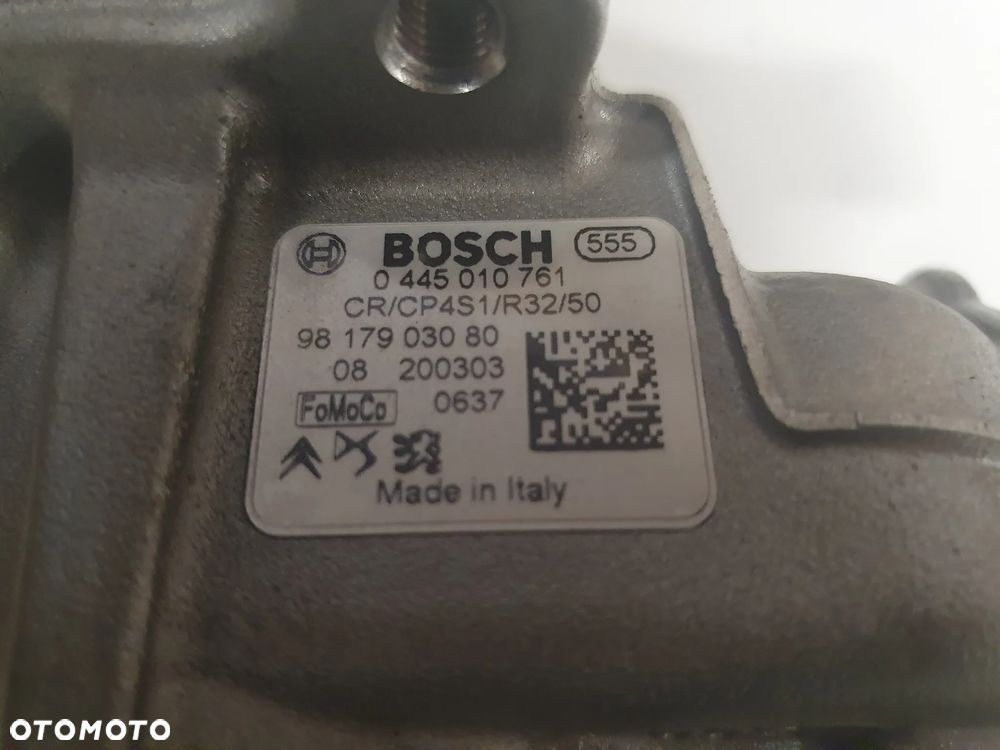 BOSCH 555
0 445 010 761
CR/CP4S1/R32/50
98 179 030 80
08 200303
FoMoCo 0637
Made in Italy
OTOMOTO